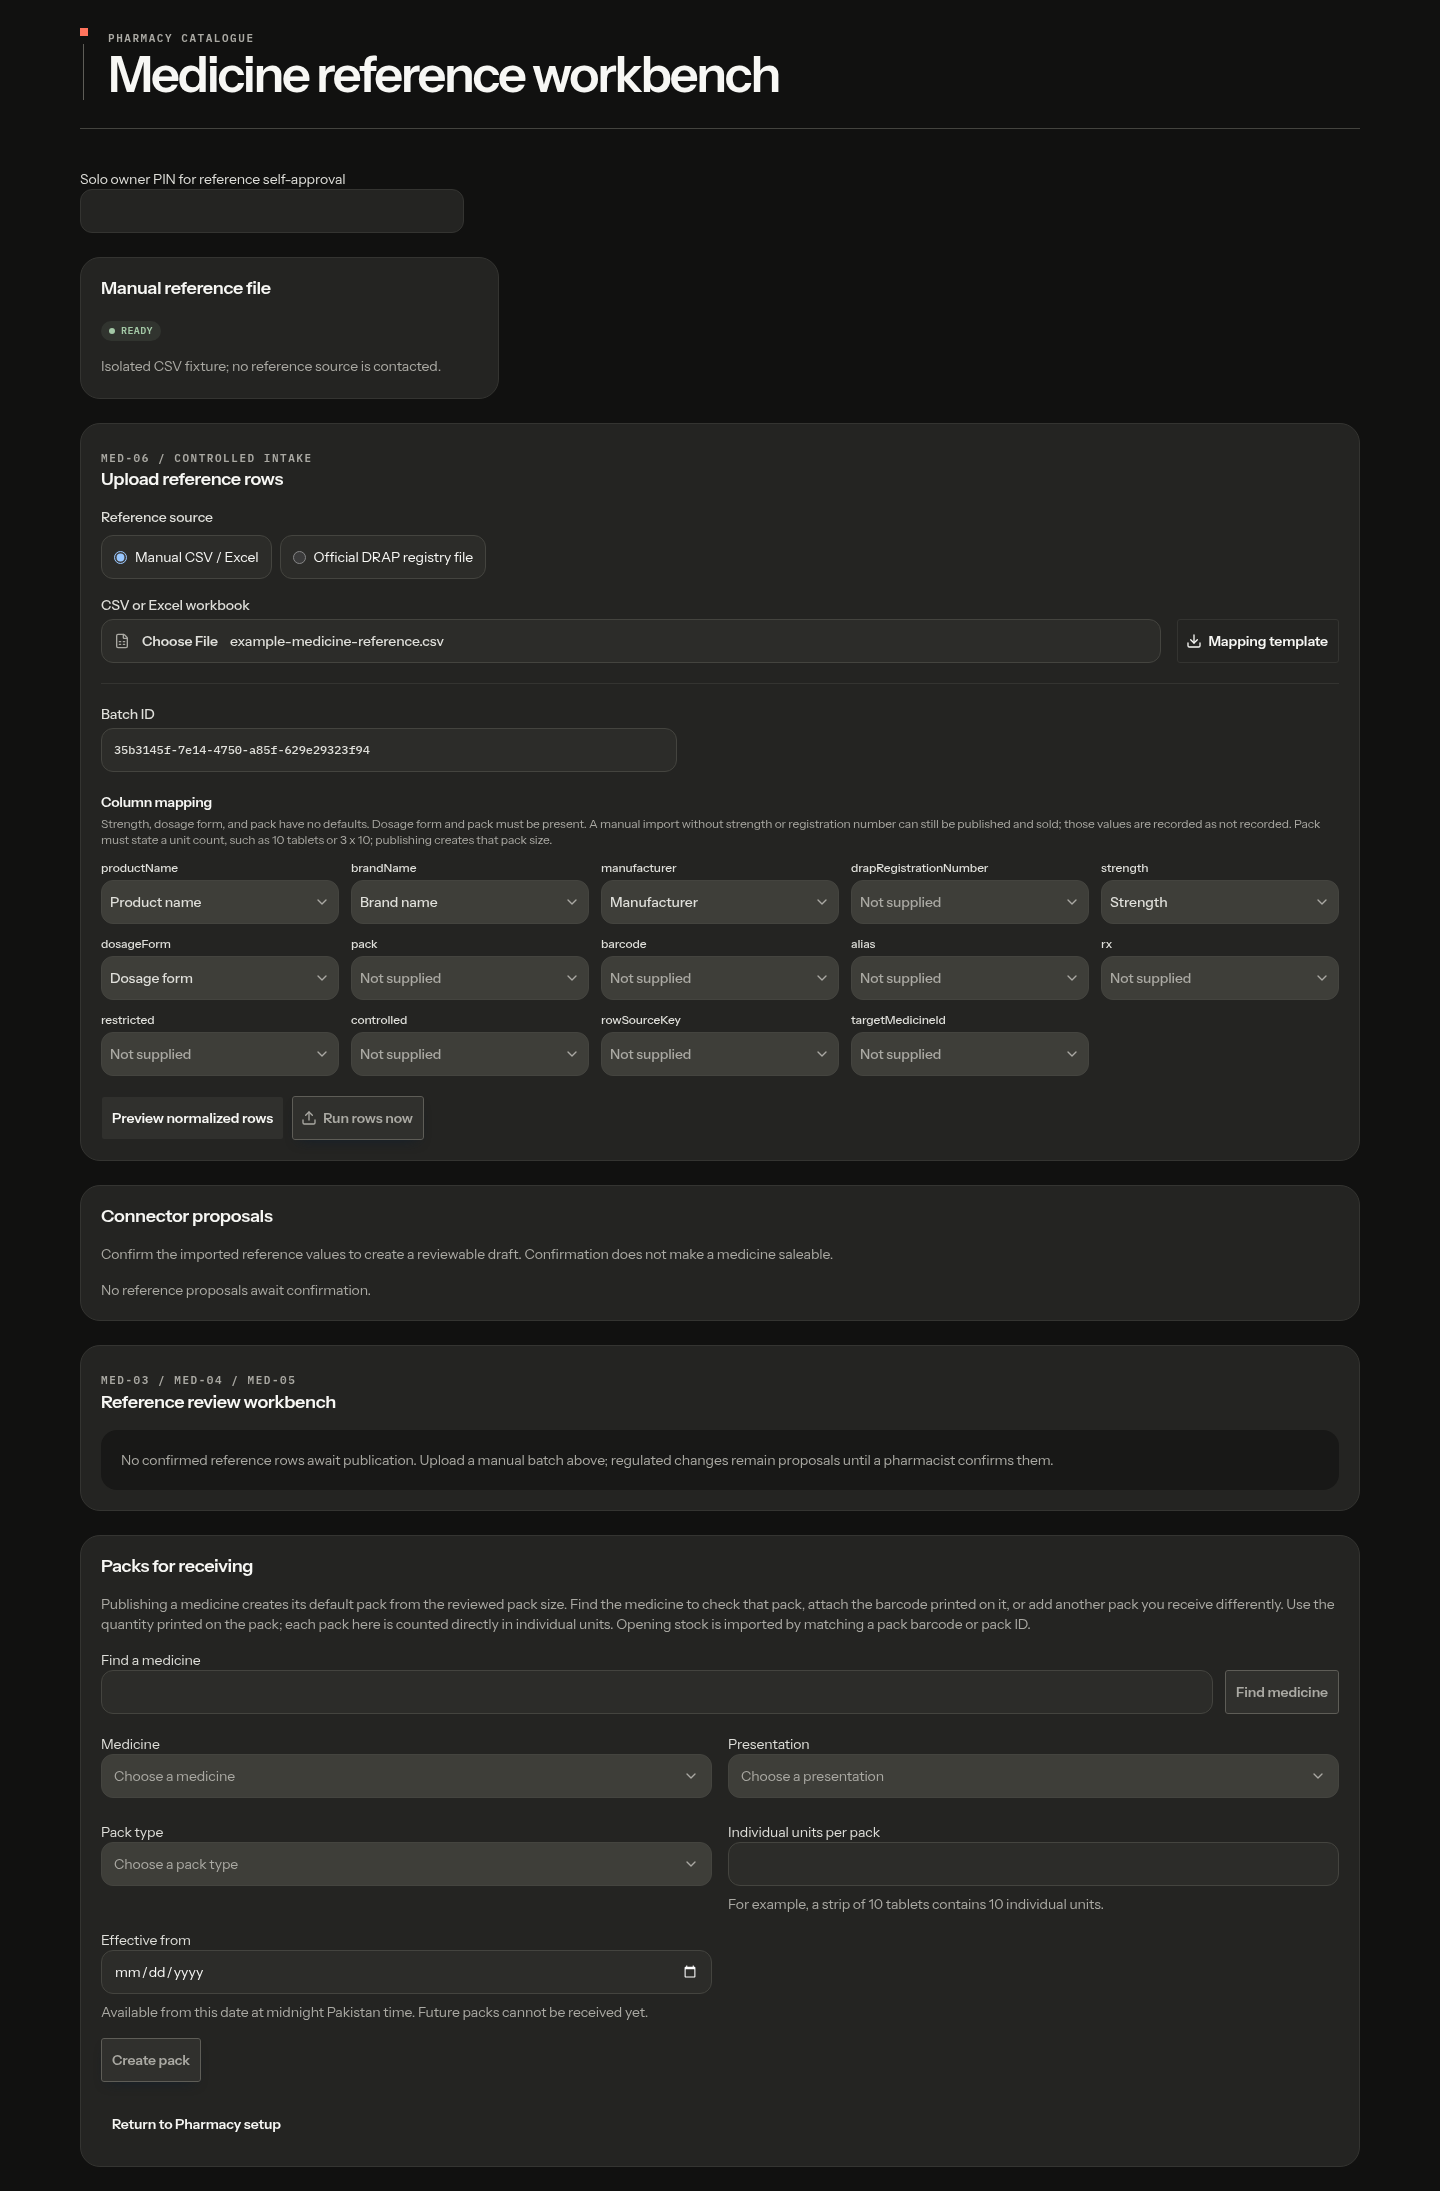 PHARMACY CATALOGUE
Medicine reference workbench
Solo owner PIN for reference self-approval
Manual reference file
READY
Isolated CSV fixture; no reference source is contacted.
MED-06 / CONTROLLED INTAKE
Upload reference rows
Reference source
Manual CSV / Excel
Official DRAP registry file
CSV or Excel workbook
Choose File example-medicine-reference.csv
Mapping template
Batch ID
35b3145f-7e14-4750-a85f-629e29323f94
Column mapping
Strength, dosage form, and pack have no defaults. Dosage form and pack must be present. A manual import without strength or registration number can still be published and sold; those values are recorded as not recorded. Pack
must state a unit count, such as 10 tablets or 3 x 10; publishing creates that pack size.
productName brandName manufacturer drapRegistrationNumber strength
Product name Brand name Manufacturer Not supplied Strength
dosageForm pack barcode alias rx
Dosage form Not supplied Not supplied Not supplied Not supplied
restricted controlled rowSourceKey targetMedicineId
Not supplied Not supplied Not supplied Not supplied
Preview normalized rows Run rows now
Connector proposals
Confirm the imported reference values to create a reviewable draft. Confirmation does not make a medicine saleable.
No reference proposals await confirmation.
MED-03 / MED-04 / MED-05
Reference review workbench
No confirmed reference rows await publication. Upload a manual batch above; regulated changes remain proposals until a pharmacist confirms them.
Packs for receiving
Publishing a medicine creates its default pack from the reviewed pack size. Find the medicine to check that pack, attach the barcode printed on it, or add another pack you receive differently. Use the
quantity printed on the pack; each pack here is counted directly in individual units. Opening stock is imported by matching a pack barcode or pack ID.
Find a medicine
Find medicine
Medicine Presentation
Choose a medicine Choose a presentation
Pack type Individual units per pack
Choose a pack type
For example, a strip of 10 tablets contains 10 individual units.
Effective from
mm/dd/yyyy
Available from this date at midnight Pakistan time. Future packs cannot be received yet.
Create pack
Return to Pharmacy setup